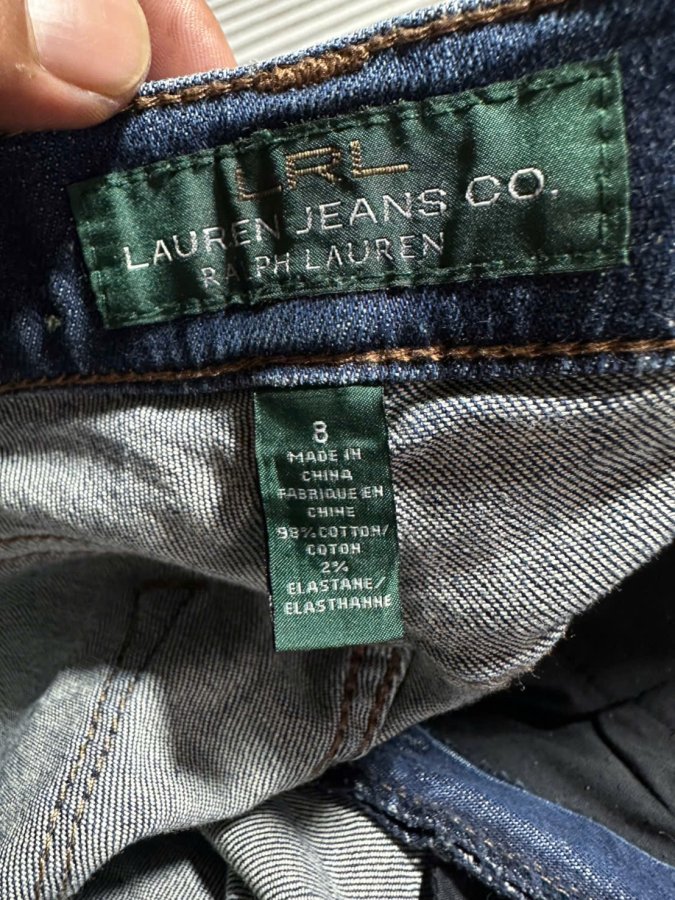 LRL
LAUREN JEANS CO.
RALPH LAUREN
8
MADE IN
CHINA
FABRIQUE EN
CHINE
98% COTTON/
COTON
2%
ELASTANE/
ELASTHANNE